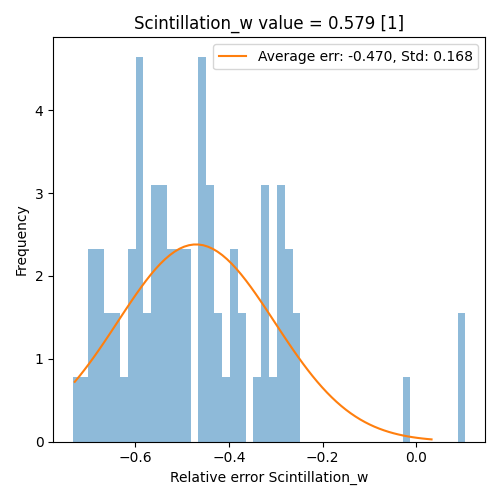 Scintillation_w value = 0.579 [1]
Average err: -0.470, Std: 0.168
4
3
2
1
0
Frequency
−0.6
−0.4
−0.2
0.0
Relative error Scintillation_w